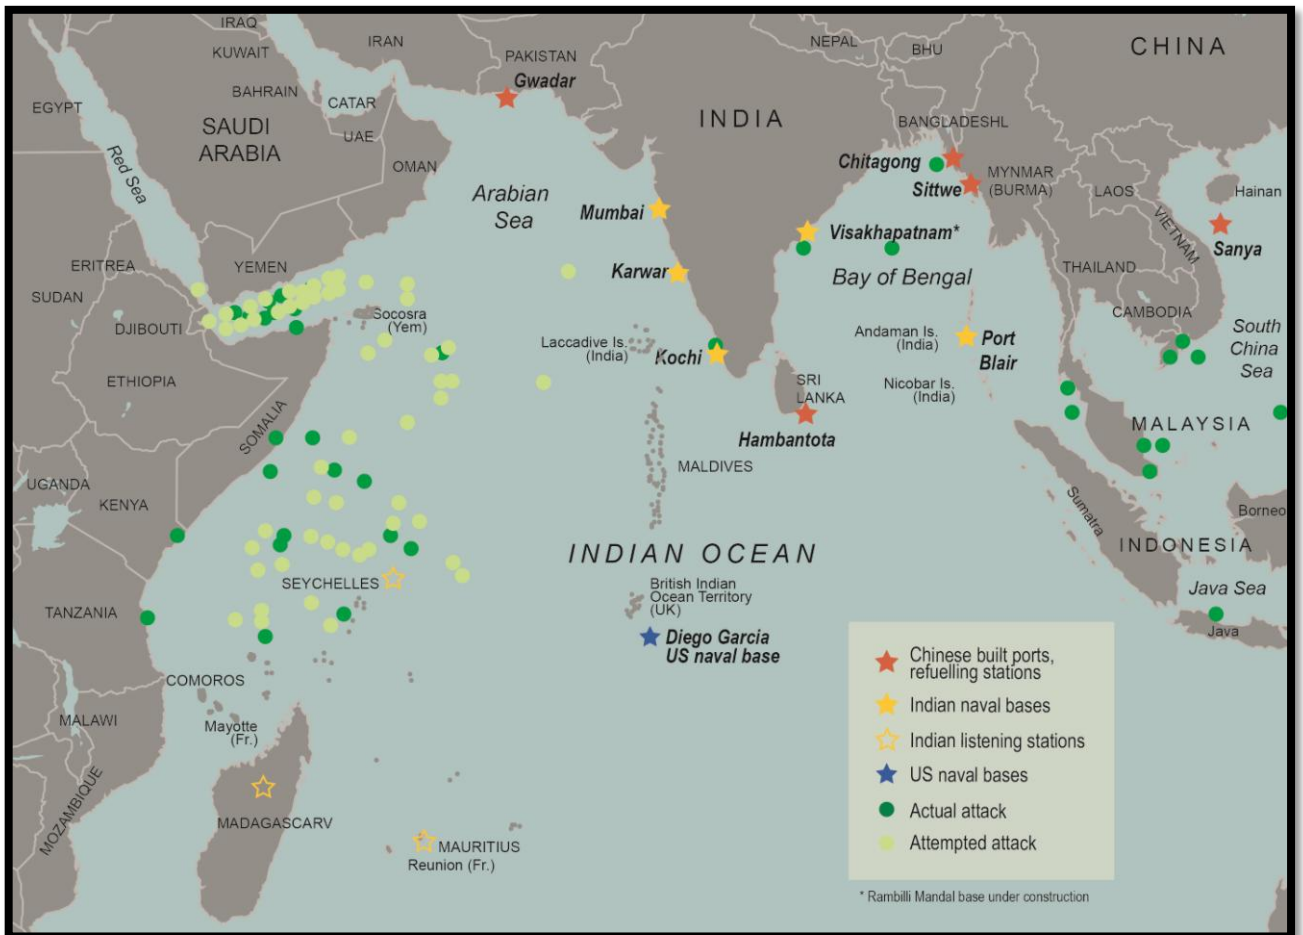 IRAQ
IRAN
KUWAIT
PAKISTAN
Gwadar
NEPAL
BHU
CHINA
EGYPT
BAHRAIN
CATAR
SAUDI
ARABIA
UAE
OMAN
INDIA
BANGLADESHL
Red Sea
Arabian
Sea
Chitagong
Sittwe
MYNMAR
(BURMA)
LAOS
Hainan
Mumbai
Visakhapatnam*
VIETNAM
Sanya
ERITREA
YEMEN
Karwar
Bay of Bengal
THAILAND
SUDAN
DJIBOUTI
Socosra
(Yem)
CAMBODIA
Laccadive Is.
(India)
Kochi
Andaman Is.
(India)
Port
Blair
South
China
Sea
ETHIOPIA
SRI
LANKA
Nicobar Is.
(India)
SOMALIA
Hambantota
MALAYSIA
MALDIVES
UGANDA
KENYA
Sumatra
Borneo
INDIAN OCEAN
INDONESIA
SEYCHELLES
British Indian
Ocean Territory
(UK)
Java Sea
TANZANIA
Java
Diego Garcia
US naval base
COMOROS
MALAWI
Mayotte
(Fr.)
MOZAMBIQUE
MADAGASCARV
MAURITIUS
Reunion (Fr.)
Chinese built ports,
refuelling stations
Indian naval bases
Indian listening stations
US naval bases
Actual attack
Attempted attack
* Rambilli Mandal base under construction